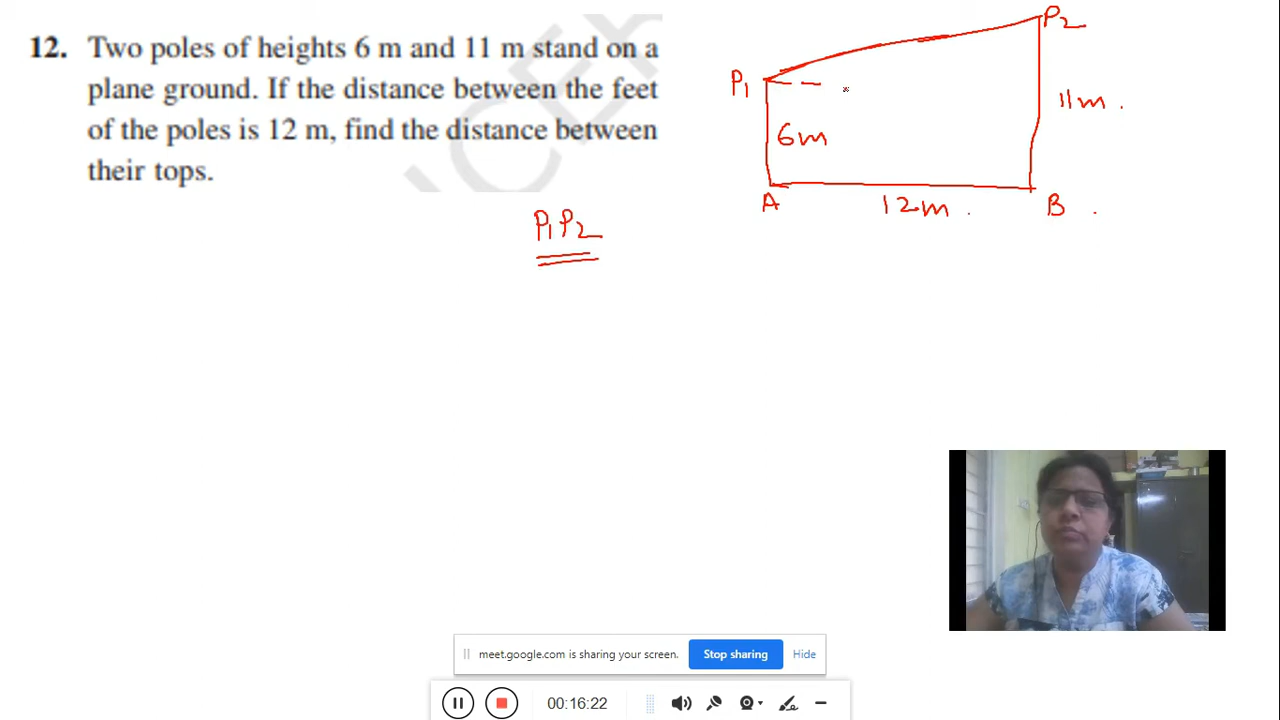 12. Two poles of heights 6 m and 11 m stand on a
plane ground. If the distance between the feet
of the poles is 12 m, find the distance between
their tops.
P2
P1
11m.
6m
A
12m.
B.
P1P2
meet.google.com is sharing your screen.
Stop sharing
Hide
00:16:22